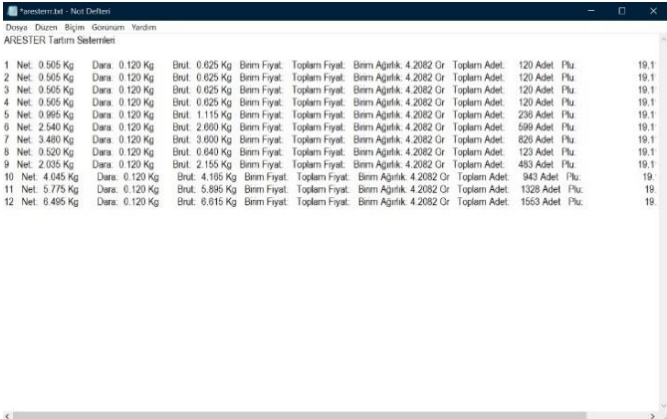 *aresterrr.txt - Not Defteri
Dosya Düzen Biçim Görünüm Yardım
ARESTER Tartım Sistemleri
1 Net: 0.505 Kg Dara: 0.120 Kg Brut: 0.625 Kg Birim Fiyat: Toplam Fiyat: Birim Ağırlık: 4.2082 Gr Toplam Adet: 120 Adet Plu: 19.1
2 Net: 0.505 Kg Dara: 0.120 Kg Brut: 0.625 Kg Birim Fiyat: Toplam Fiyat: Birim Ağırlık: 4.2082 Gr Toplam Adet: 120 Adet Plu: 19.1
3 Net: 0.505 Kg Dara: 0.120 Kg Brut: 0.625 Kg Birim Fiyat: Toplam Fiyat: Birim Ağırlık: 4.2082 Gr Toplam Adet: 120 Adet Plu: 19.1
4 Net: 0.505 Kg Dara: 0.120 Kg Brut: 0.625 Kg Birim Fiyat: Toplam Fiyat: Birim Ağırlık: 4.2082 Gr Toplam Adet: 120 Adet Plu: 19.1
5 Net: 0.995 Kg Dara: 0.120 Kg Brut: 1.115 Kg Birim Fiyat: Toplam Fiyat: Birim Ağırlık: 4.2082 Gr Toplam Adet: 236 Adet Plu: 19.1
6 Net: 2.540 Kg Dara: 0.120 Kg Brut: 2.660 Kg Birim Fiyat: Toplam Fiyat: Birim Ağırlık: 4.2082 Gr Toplam Adet: 599 Adet Plu: 19.1
7 Net: 3.480 Kg Dara: 0.120 Kg Brut: 3.600 Kg Birim Fiyat: Toplam Fiyat: Birim Ağırlık: 4.2082 Gr Toplam Adet: 826 Adet Plu: 19.1
8 Net: 0.520 Kg Dara: 0.120 Kg Brut: 0.640 Kg Birim Fiyat: Toplam Fiyat: Birim Ağırlık: 4.2082 Gr Toplam Adet: 123 Adet Plu: 19.1
9 Net: 2.035 Kg Dara: 0.120 Kg Brut: 2.155 Kg Birim Fiyat: Toplam Fiyat: Birim Ağırlık: 4.2082 Gr Toplam Adet: 483 Adet Plu: 19.1
10 Net: 4.045 Kg Dara: 0.120 Kg Brut: 4.165 Kg Birim Fiyat: Toplam Fiyat: Birim Ağırlık: 4.2082 Gr Toplam Adet: 943 Adet Plu: 19.
11 Net: 5.775 Kg Dara: 0.120 Kg Brut: 5.895 Kg Birim Fiyat: Toplam Fiyat: Birim Ağırlık: 4.2082 Gr Toplam Adet: 1328 Adet Plu: 19.
12 Net: 6.495 Kg Dara: 0.120 Kg Brut: 6.615 Kg Birim Fiyat: Toplam Fiyat: Birim Ağırlık: 4.2082 Gr Toplam Adet: 1553 Adet Plu: 19.